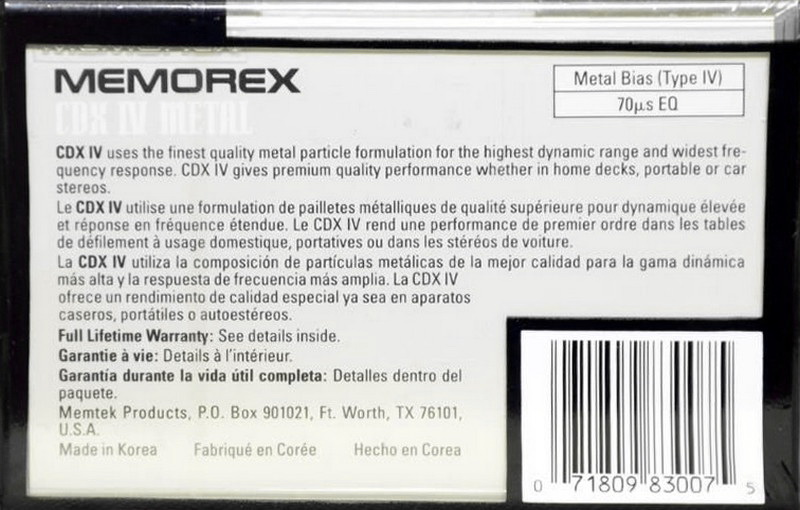 MEMOREX
MEMOREX
CDX IV METAL
Metal Bias (Type IV)
70µs EQ
CDX IV uses the finest quality metal particle formulation for the highest dynamic range and widest fre-
quency response. CDX IV gives premium quality performance whether in home decks, portable or car
stereos.
Le CDX IV utilise une formulation de pailletes métalliques de qualité supérieure pour dynamique élevée
et réponse en fréquence étendue. Le CDX IV rend une performance de premier ordre dans les tables
de défilement à usage domestique, portatives ou dans les stéréos de voiture.
La CDX IV utiliza la composición de partículas metálicas de la mejor calidad para la gama dinámica
más alta y la respuesta de frecuencia más amplia. La CDX IV
ofrece un rendimiento de calidad especial ya sea en aparatos
caseros, portátiles o autoestéreos.
Full Lifetime Warranty: See details inside.
Garantie à vie: Détails à l'intérieur.
Garantía durante la vida útil completa: Detalles dentro del
paquete.
Memtek Products, P.O. Box 901021, Ft. Worth, TX 76101,
U.S.A.
Made in Korea Fabriqué en Corée Hecho en Corea
0 71809 83007 5